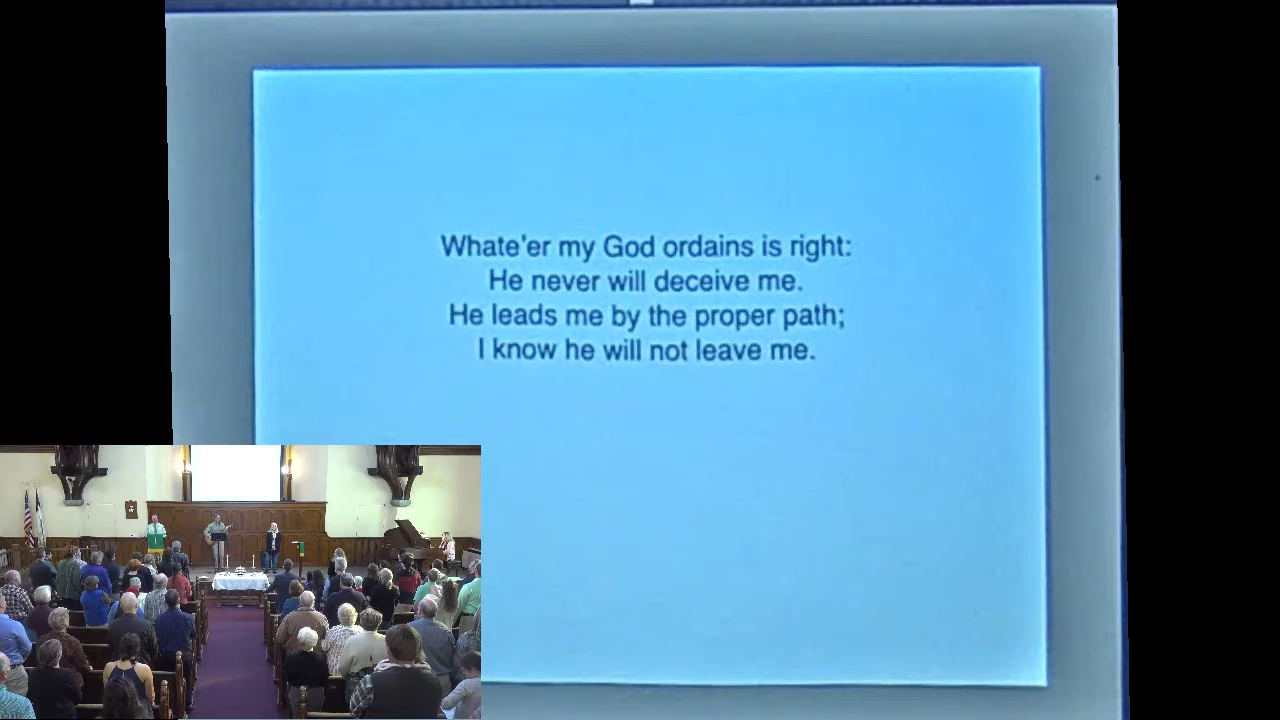 Whate'er my God ordains is right:
He never will deceive me.
He leads me by the proper path;
I know he will not leave me.